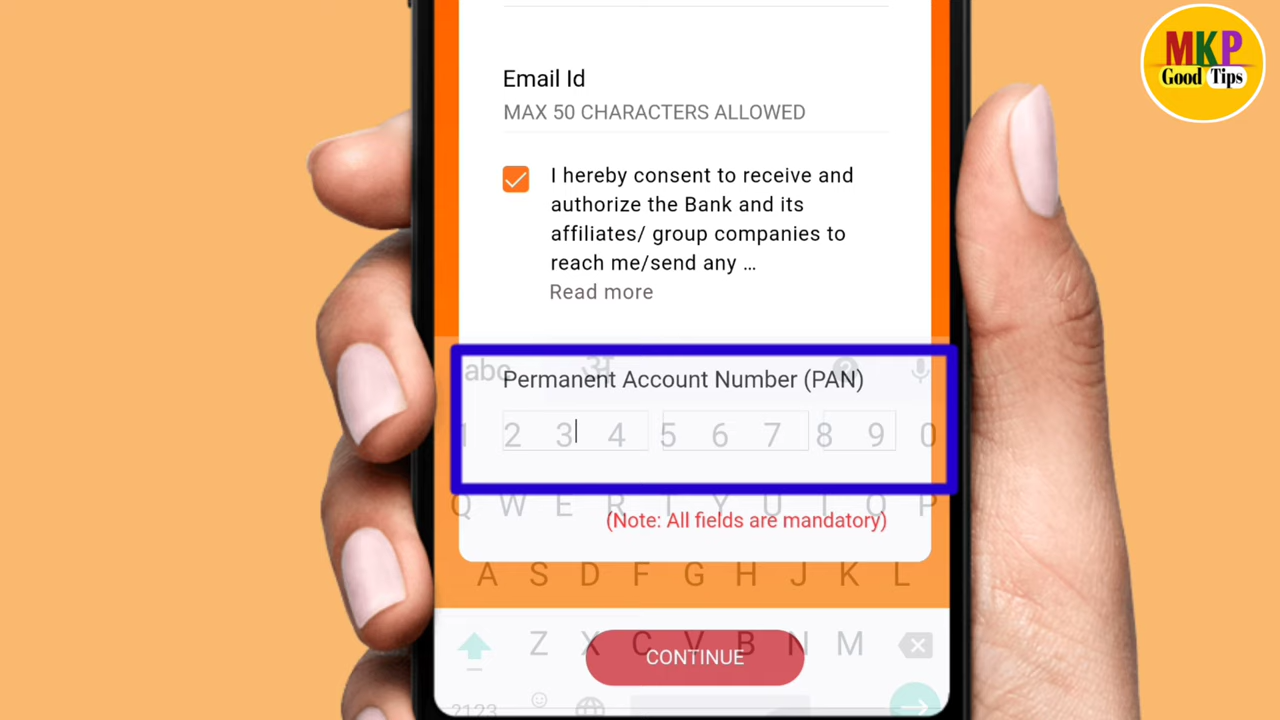 MKP
Good Tips
Email Id
MAX 50 CHARACTERS ALLOWED
I hereby consent to receive and
authorize the Bank and its
affiliates/ group companies to
reach me/send any ...
Read more
abc अ
Permanent Account Number (PAN)
1 2 3 4 5 6 7 8 9 0
Q W E R T Y U I O P
(Note: All fields are mandatory)
A S D F G H J K L
Z X C V B N M
CONTINUE
?123